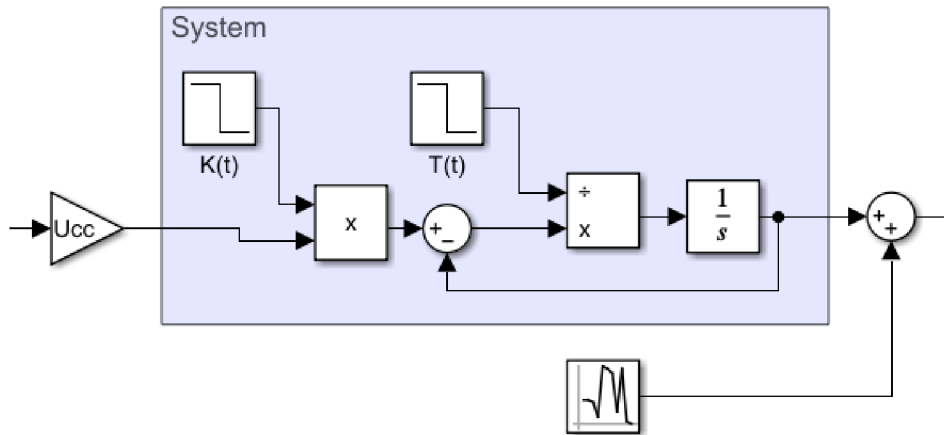 System
K(t)
T(t)
Ucc
x
+
−
÷
x
1
s
+
+